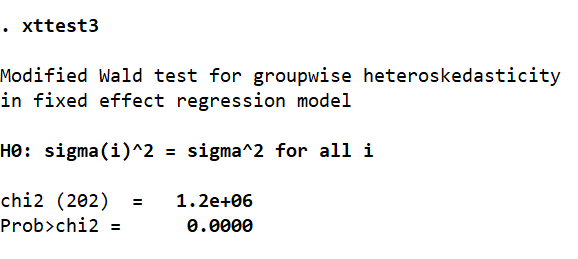 . xttest3
Modified Wald test for groupwise heteroskedasticity
in fixed effect regression model
H0: sigma(i)^2 = sigma^2 for all i
chi2 (202)  =   1.2e+06
Prob>chi2 =      0.0000